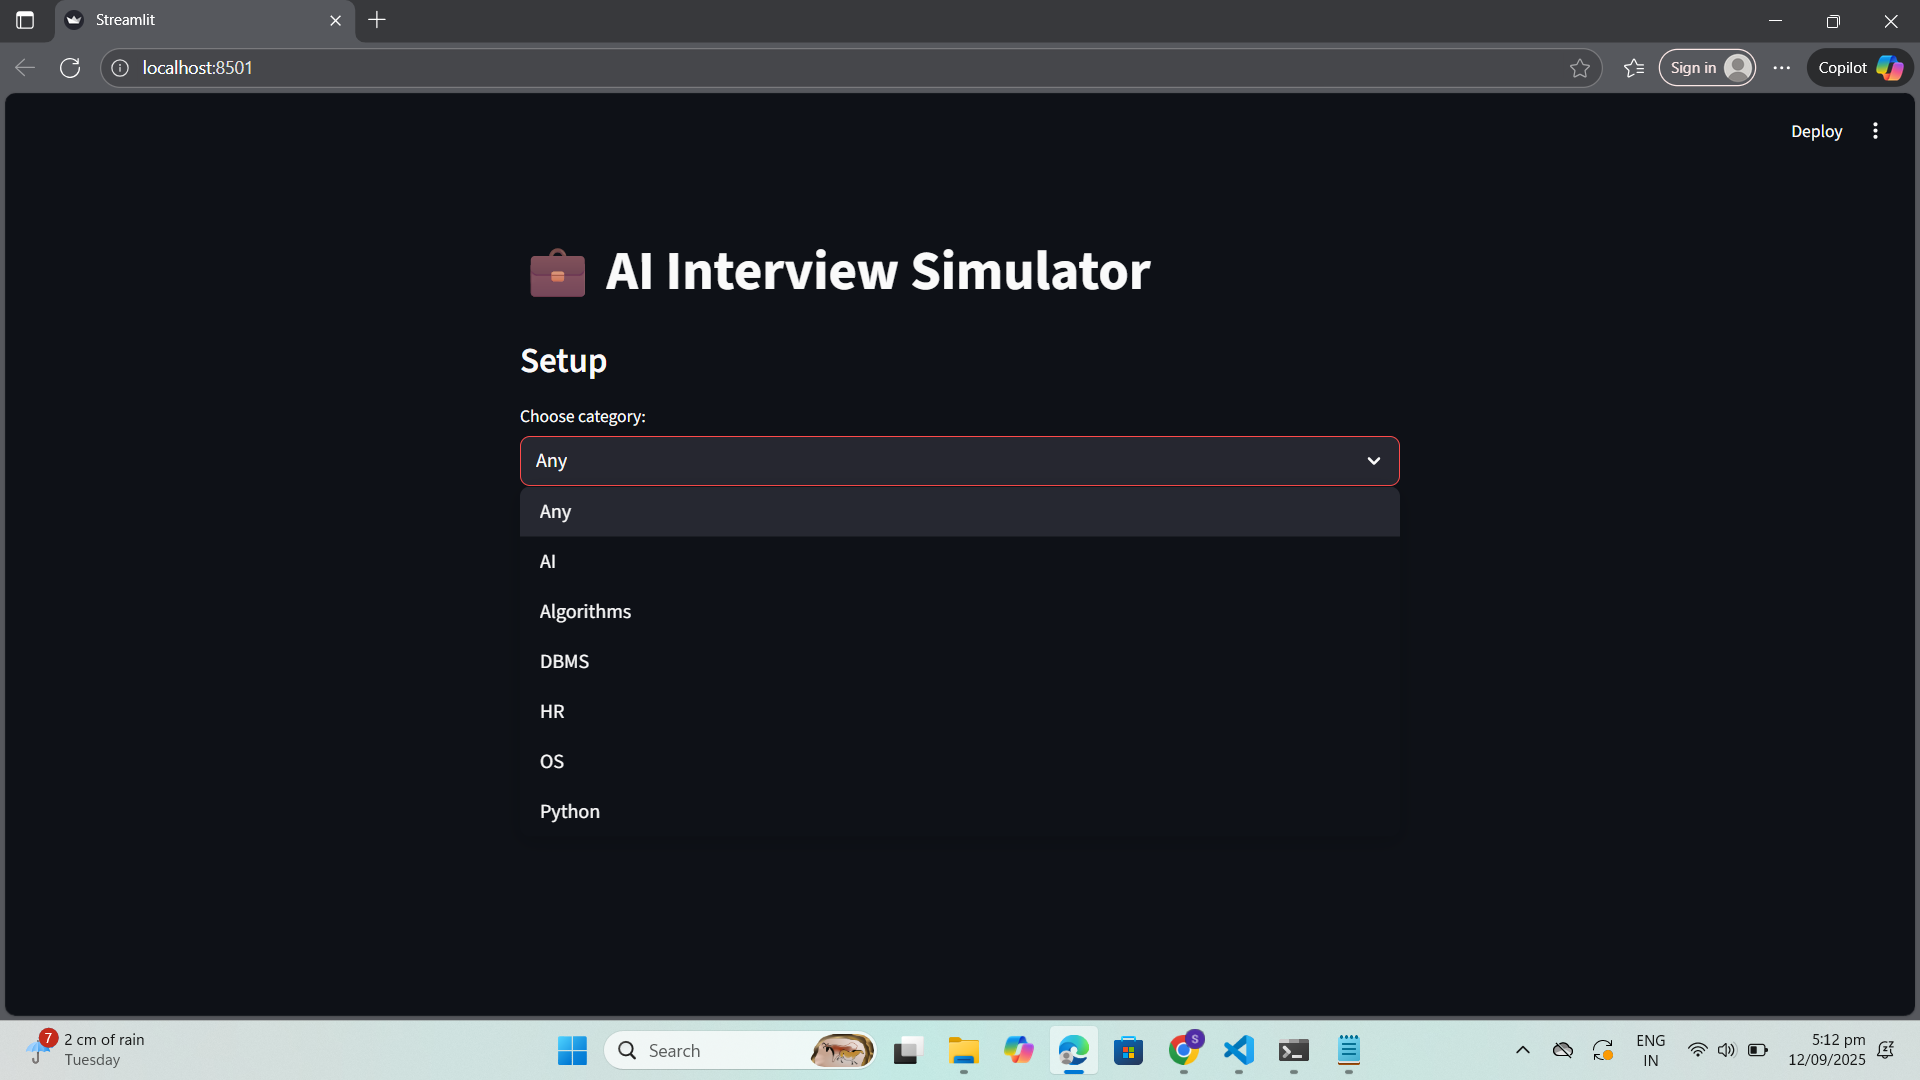 Streamlit
localhost:8501
Sign in
Copilot
Deploy
AI Interview Simulator
Setup
Choose category:
Any
Any
AI
Algorithms
DBMS
HR
OS
Python
7
2 cm of rain
Tuesday
Search
S
ENG
IN
5:12 pm
12/09/2025